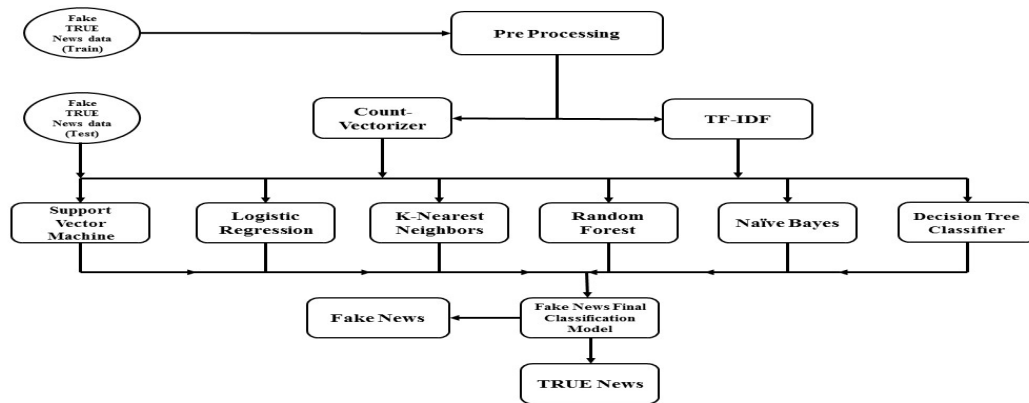 Fake
TRUE
News data
(Train)
Pre Processing
Fake
TRUE
News data
(Test)
Count-
Vectorizer
TF-IDF
Support
Vector
Machine
Logistic
Regression
K-Nearest
Neighbors
Random
Forest
Naïve Bayes
Decision Tree
Classifier
Fake News
Fake News Final
Classification
Model
TRUE News